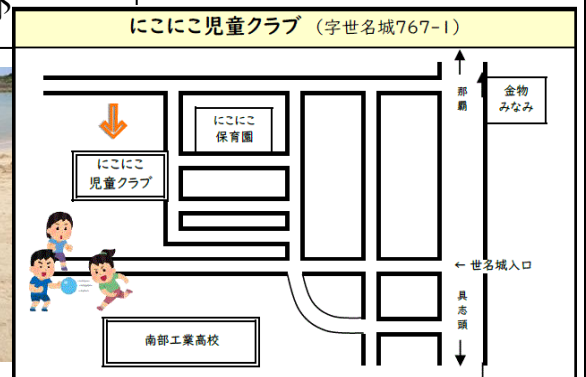 にこにこ児童クラブ（字世名城767-1）
那覇
金物
みなみ
にこにこ
保育園
にこにこ
児童クラブ
← 世名城入口
具志頭
南部工業高校